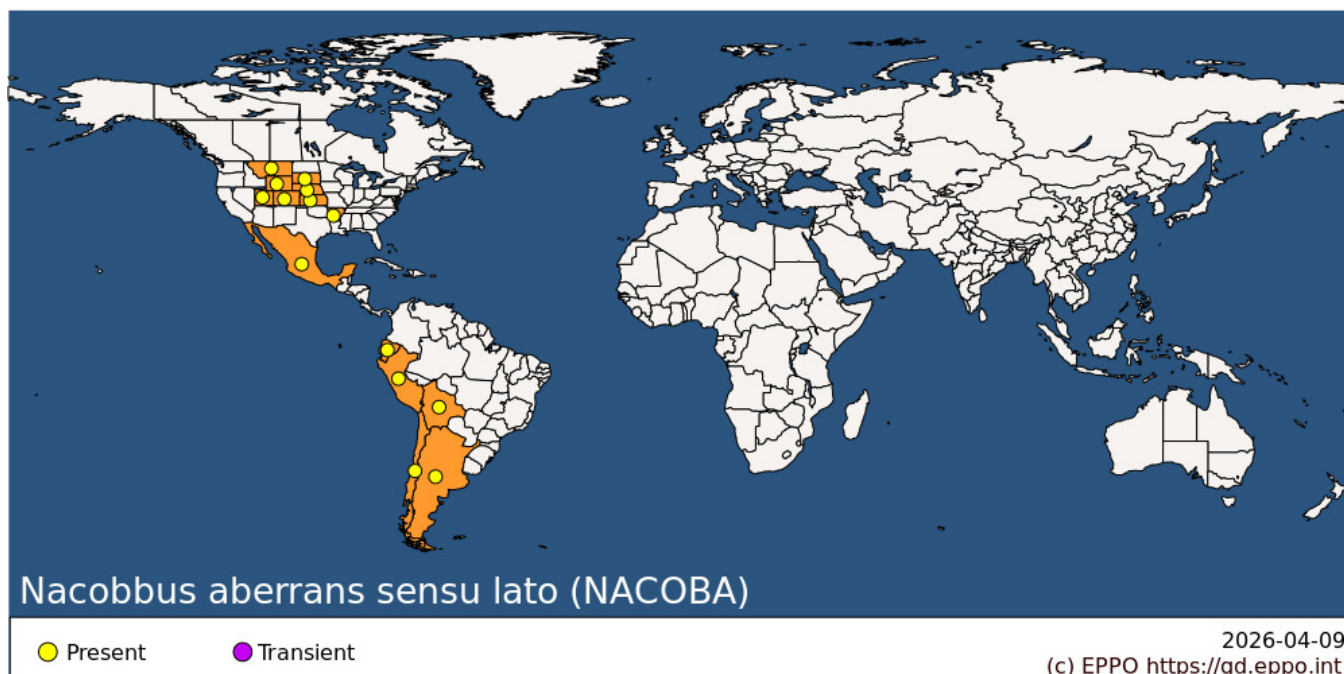 Nacobbus aberrans sensu lato (NACOBA)
Present
Transient
2026-04-09
(c) EPPO https://gd.eppo.int